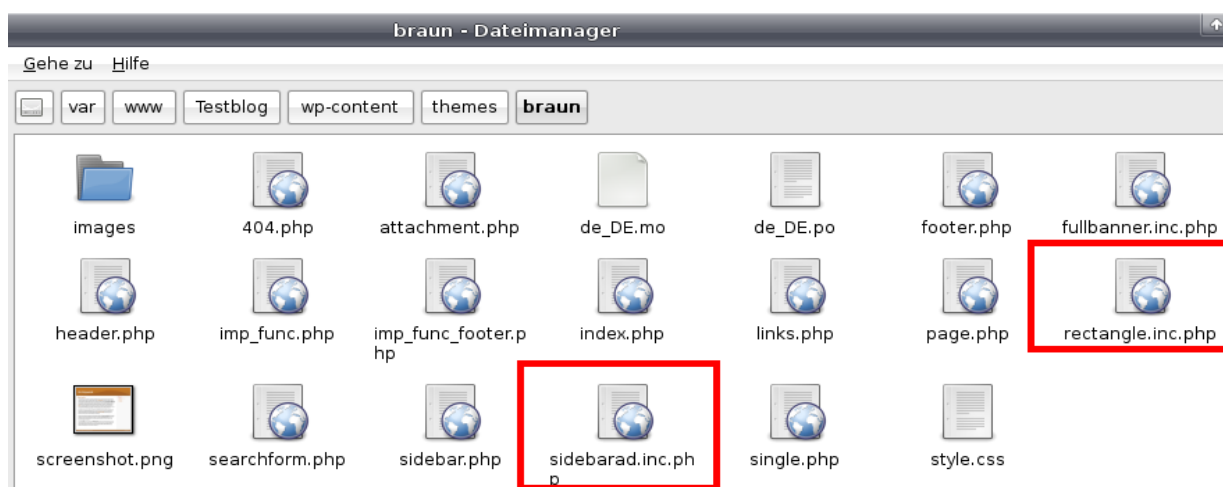 braun - Dateimanager
Gehe zu Hilfe
var www Testblog wp-content themes braun
images 404.php attachment.php de_DE.mo de_DE.po footer.php fullbanner.inc.php
header.php imp_func.php imp_func_footer.p index.php links.php page.php rectangle.inc.php
hp
screenshot.png searchform.php sidebar.php sidebarad.inc.ph single.php style.css
p